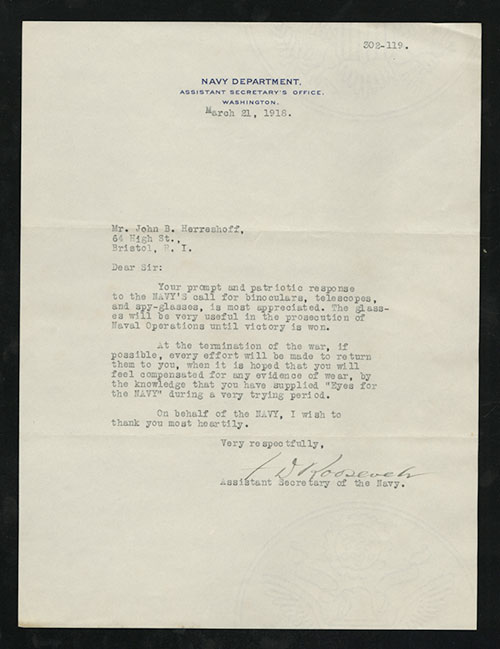 302-119.
NAVY DEPARTMENT,
ASSISTANT SECRETARY'S OFFICE.
WASHINGTON.
March 21, 1918.
Mr. John B. Herreshoff,
64 High St.,
Bristol, R. I.
Dear Sir:
Your prompt and patriotic response
to the NAVY'S call for binoculars, telescopes,
and spy-glasses, is most appreciated. The glass-
es will be very useful in the prosecution of
Naval Operations until victory is won.
At the termination of the war, if
possible, every effort will be made to return
them to you, when it is hoped that you will
feel compensated for any evidence of wear, by
the knowledge that you have supplied "Eyes for
the NAVY" during a very trying period.
On behalf of the NAVY, I wish to
thank you most heartily.
Very respectfully,
F D Roosevelt
Assistant Secretary of the Navy.